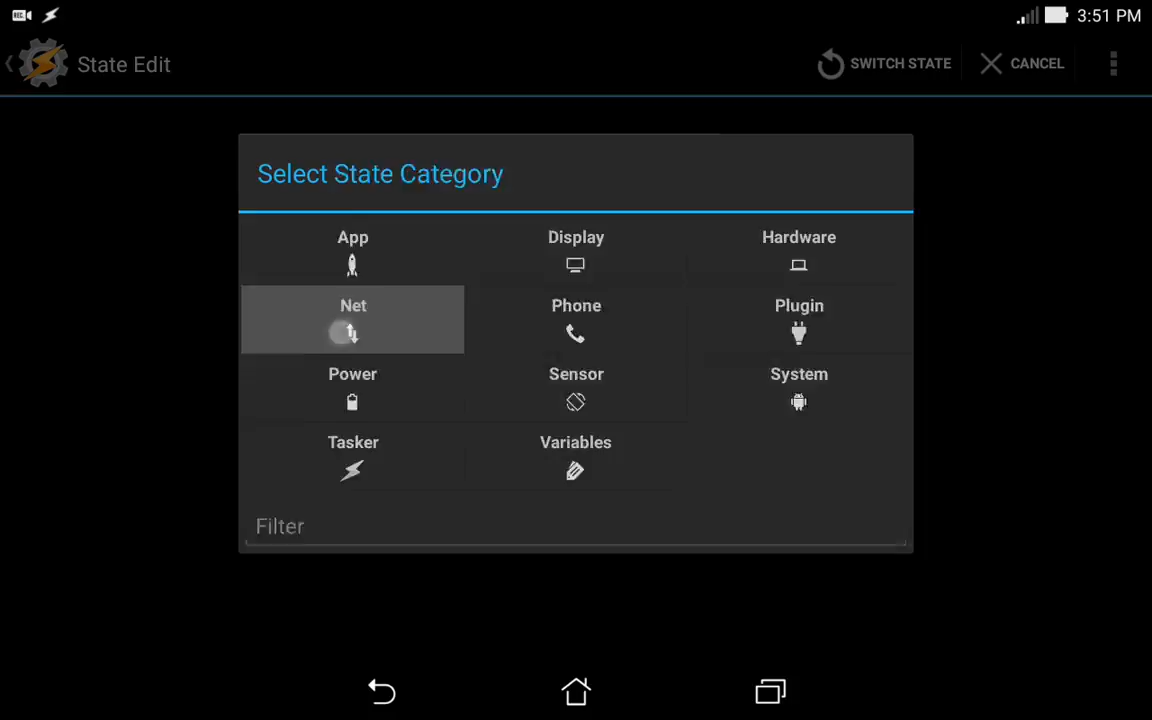 REC 3:51 PM
State Edit SWITCH STATE CANCEL
Select State Category
App Display Hardware
Net Phone Plugin
Power Sensor System
Tasker Variables
Filter